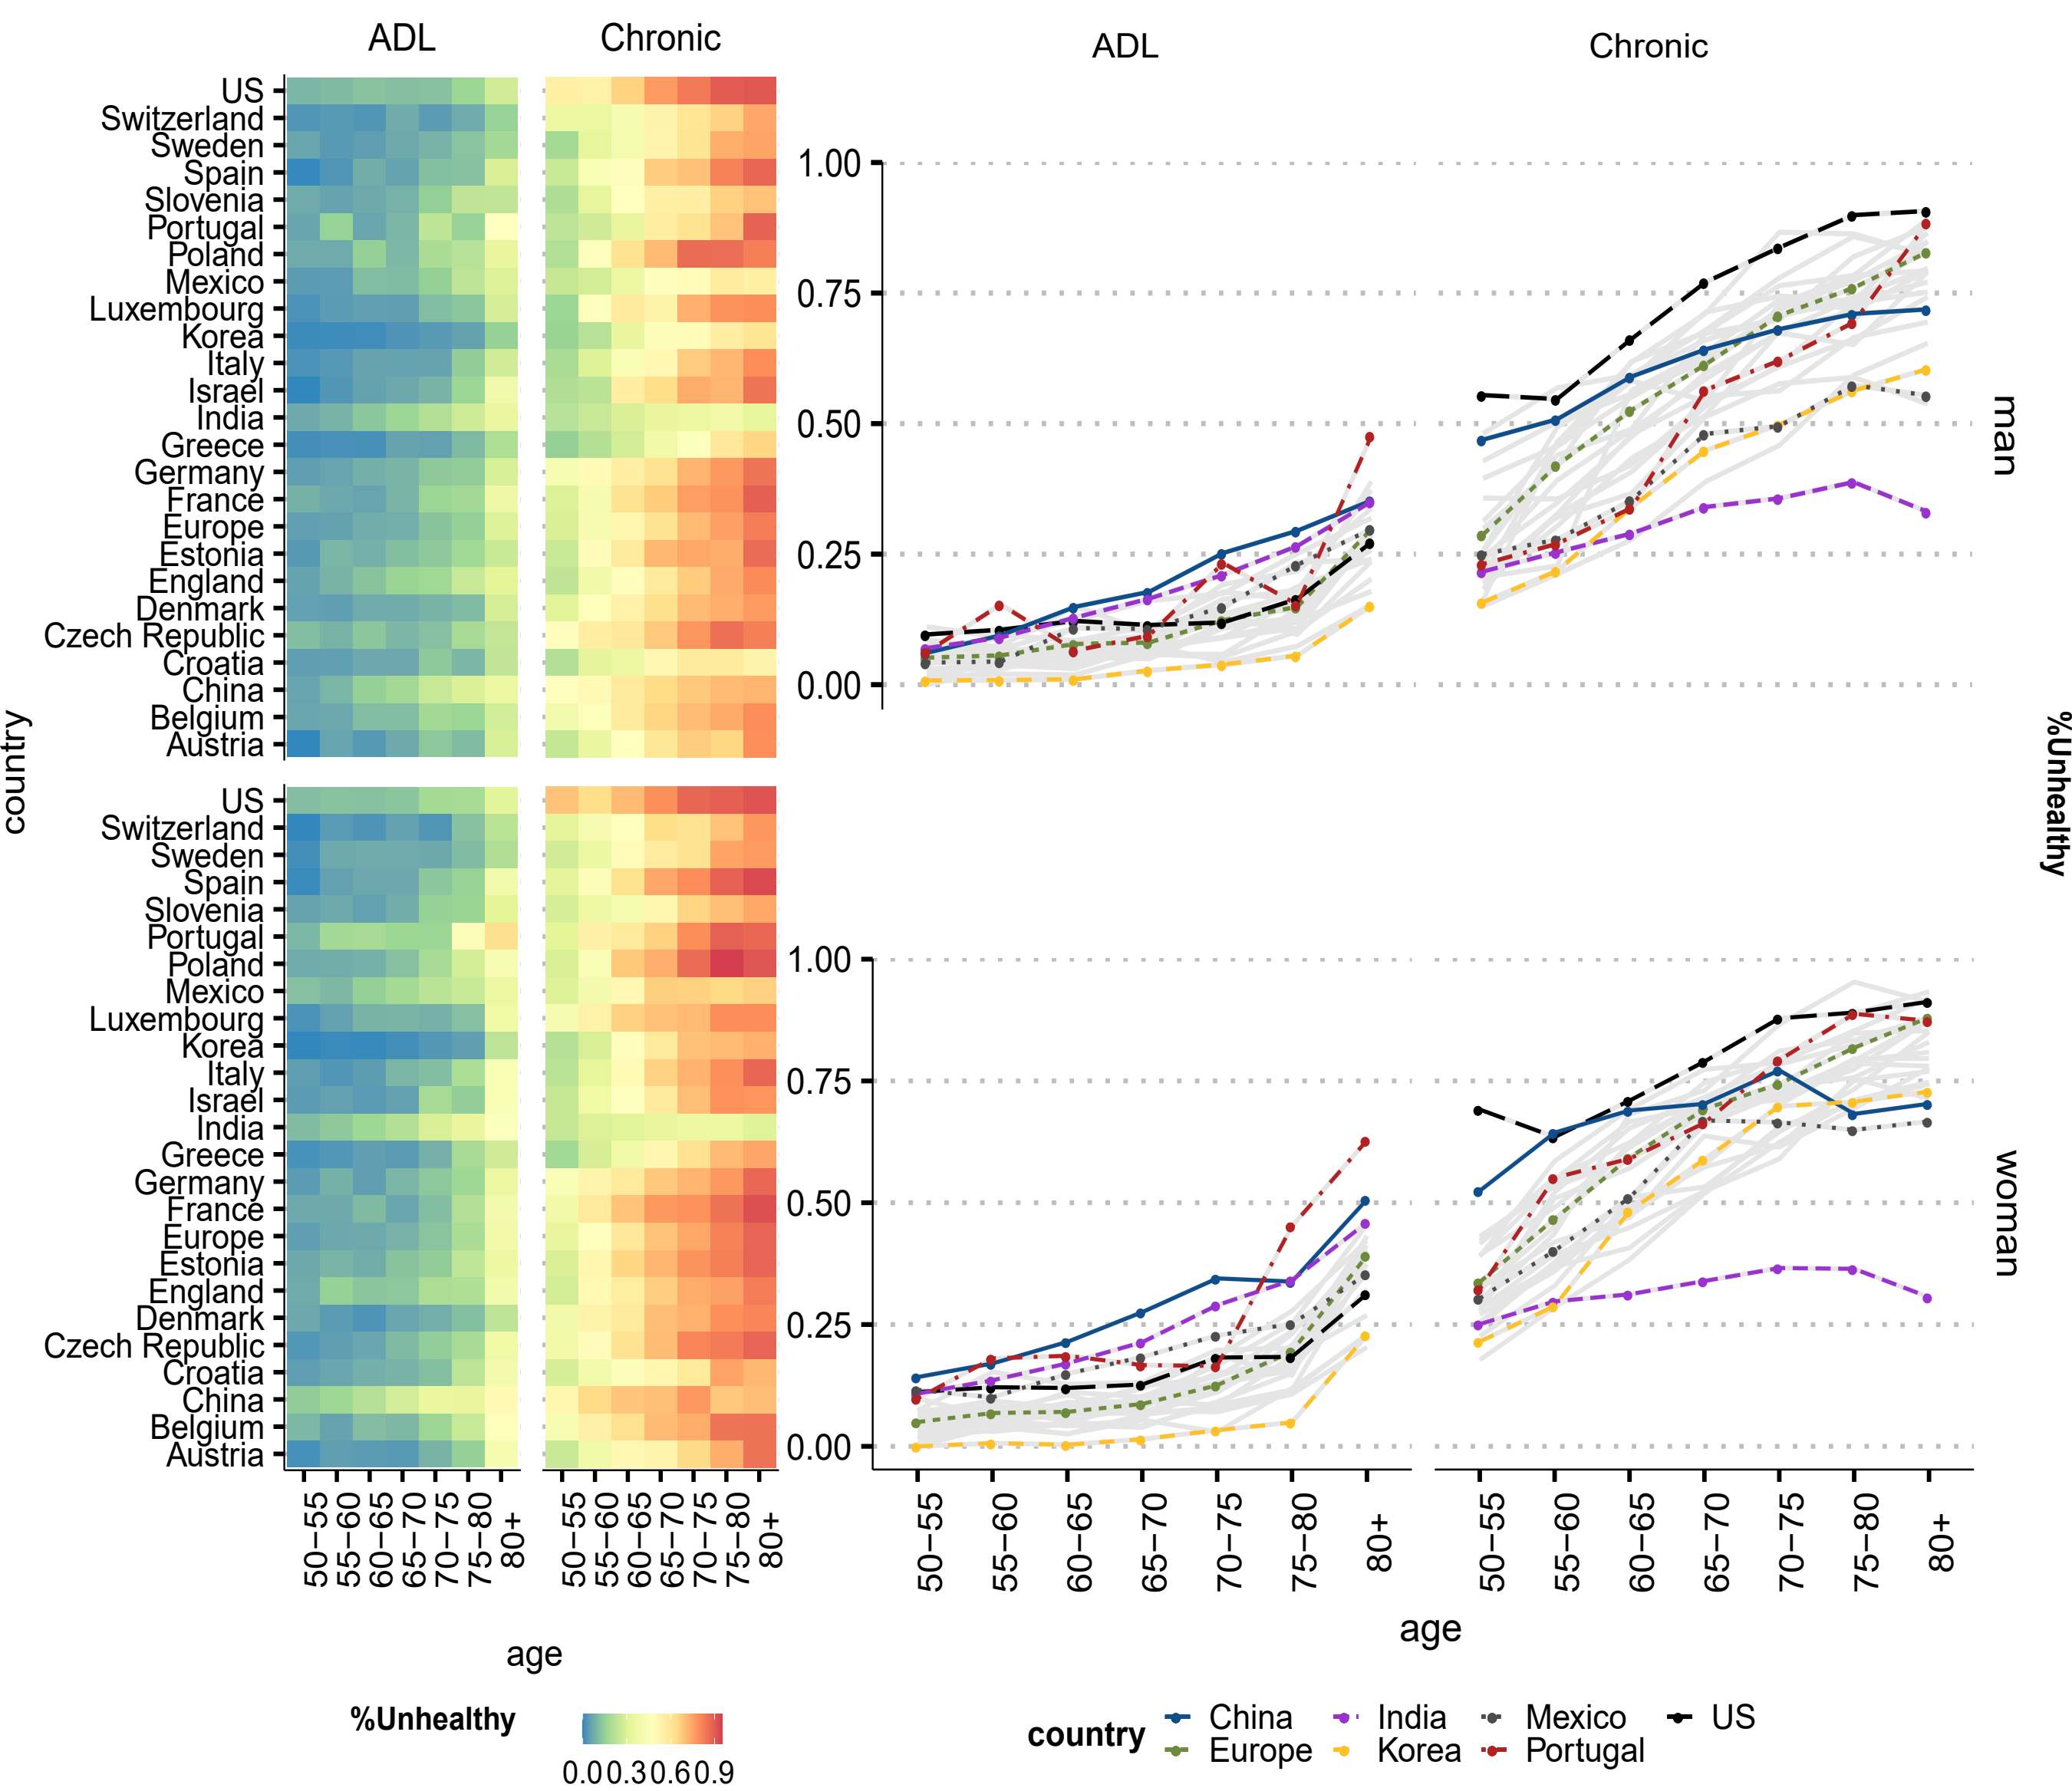 ADL
Chronic
ADL
Chronic
country
US
Switzerland
Sweden
Spain
Slovenia
Portugal
Poland
Mexico
Luxembourg
Korea
Italy
Israel
India
Greece
Germany
France
Europe
Estonia
England
Denmark
Czech Republic
Croatia
China
Belgium
Austria
US
Switzerland
Sweden
Spain
Slovenia
Portugal
Poland
Mexico
Luxembourg
Korea
Italy
Israel
India
Greece
Germany
France
Europe
Estonia
England
Denmark
Czech Republic
Croatia
China
Belgium
Austria
50−55
55−60
60−65
65−70
70−75
75−80
80+
50−55
55−60
60−65
65−70
70−75
75−80
80+
age
%Unhealthy
0.0 0.3 0.6 0.9
1.00
0.75
0.50
0.25
0.00
man
1.00
0.75
0.50
0.25
0.00
woman
%Unhealthy
50−55
55−60
60−65
65−70
70−75
75−80
80+
50−55
55−60
60−65
65−70
70−75
75−80
80+
age
country
China India Mexico US
Europe Korea Portugal